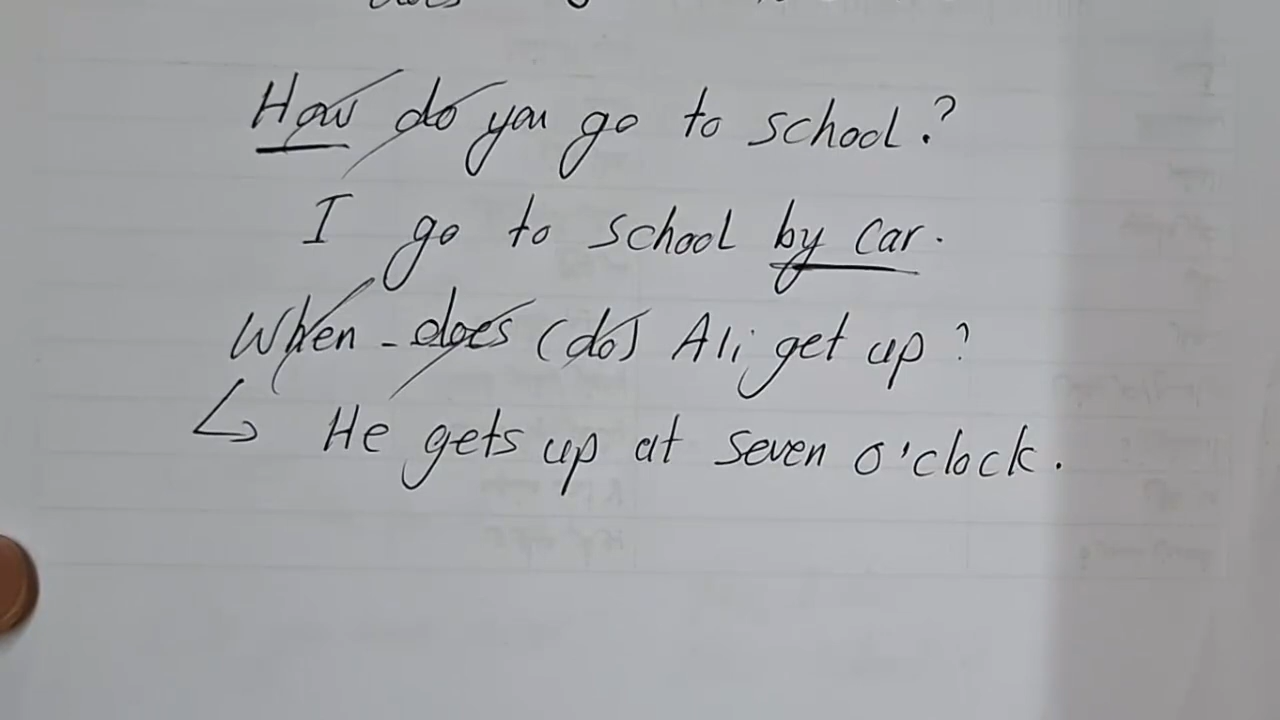 How do you go to school?
I go to school by car.
When - does (do) Ali get up?
He gets up at seven o'clock.